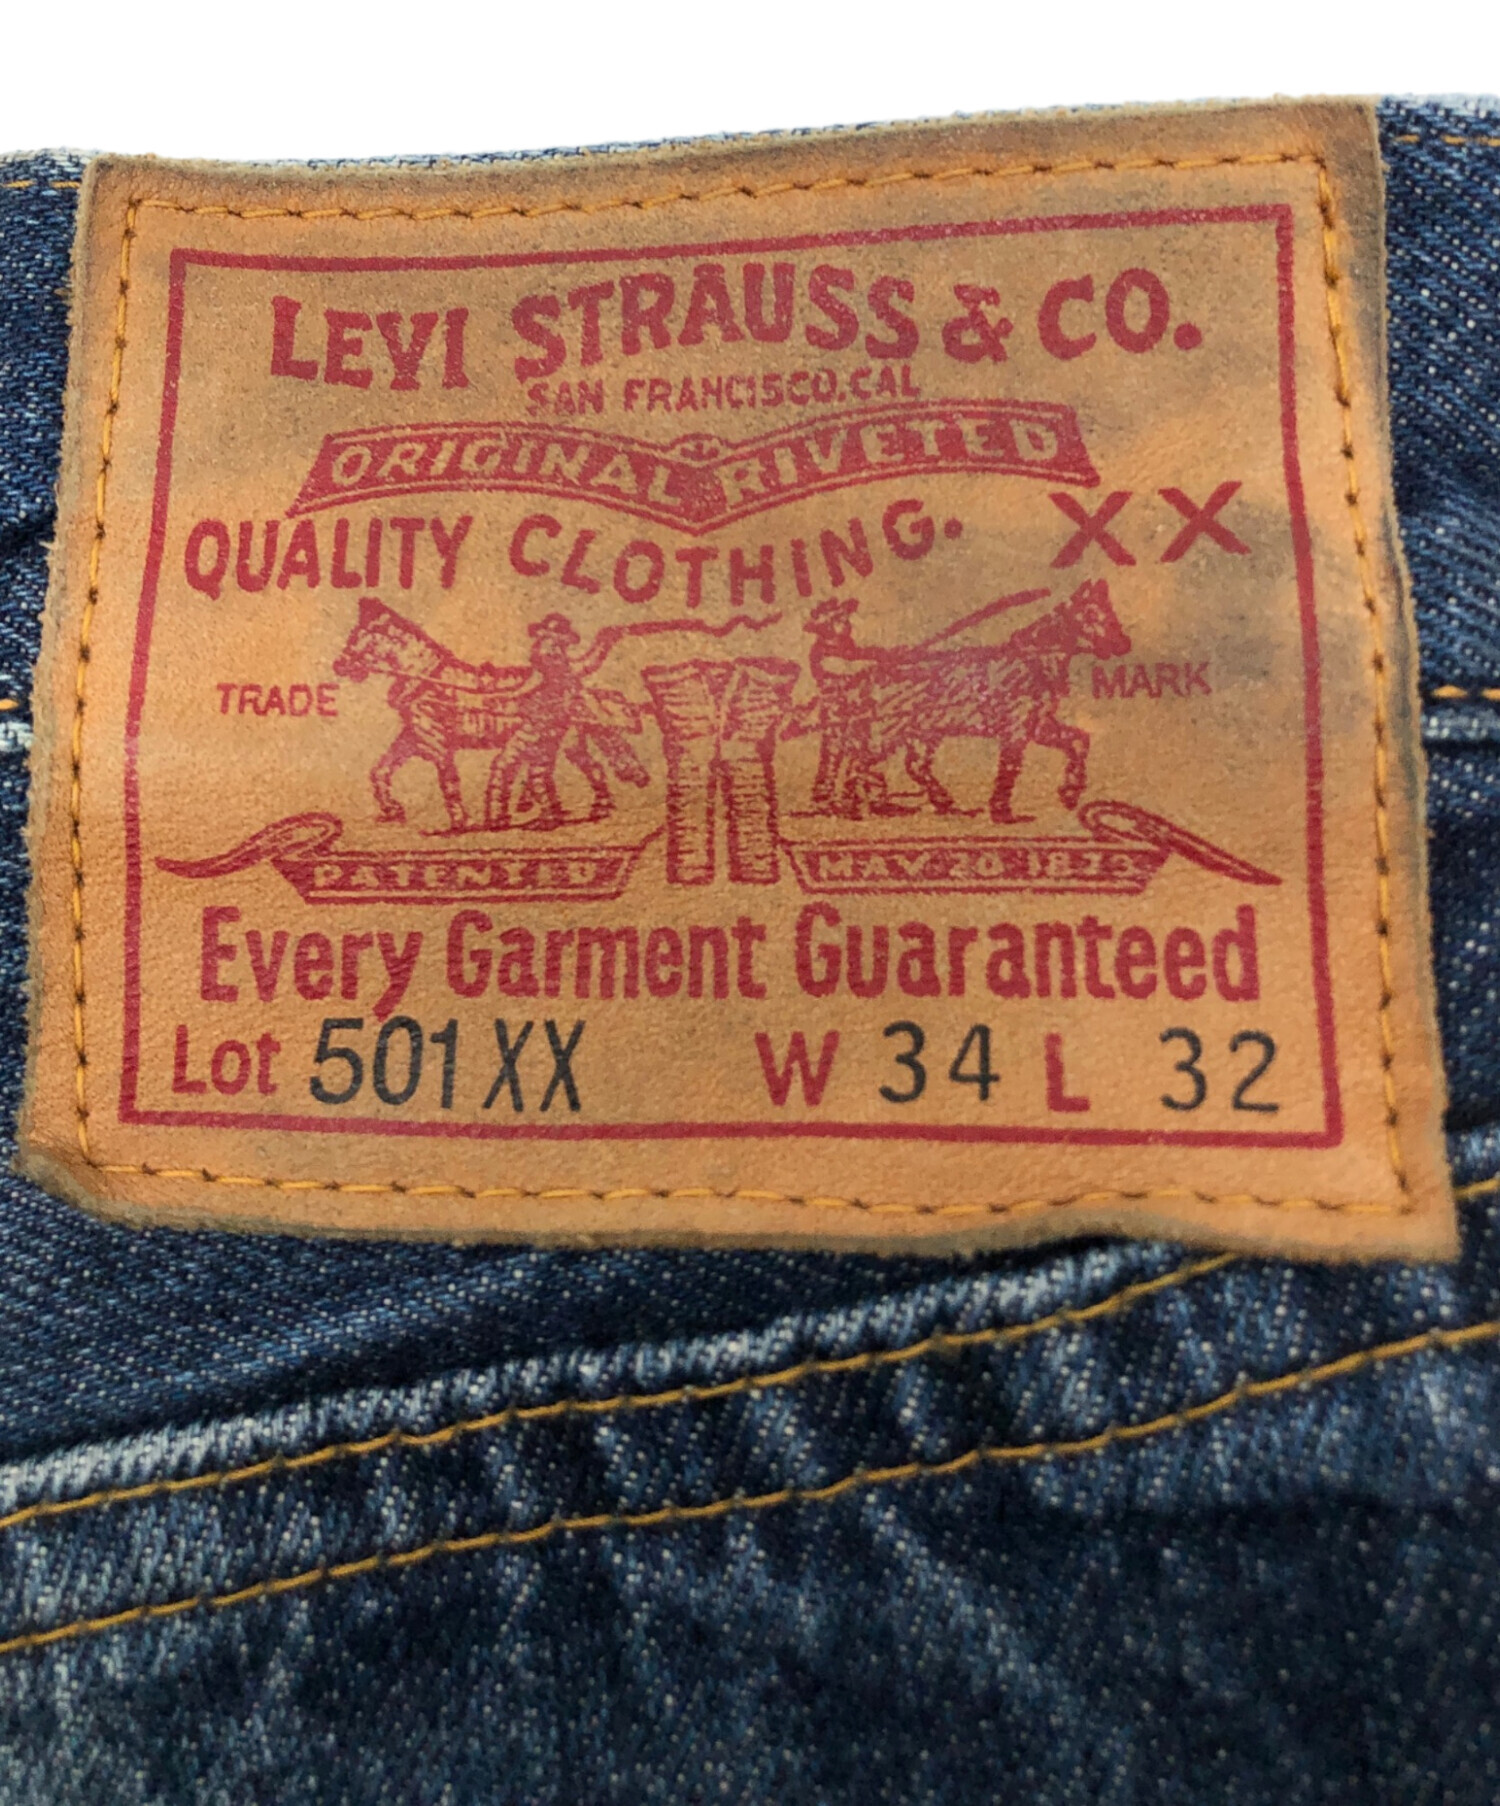 LEVI STRAUSS & CO.
SAN FRANCISCO.CAL
ORIGINAL RIVETED
QUALITY CLOTHING. XX
TRADE MARK
PATENTED MAY 20 1873
Every Garment Guaranteed
Lot 501XX W 34 L 32